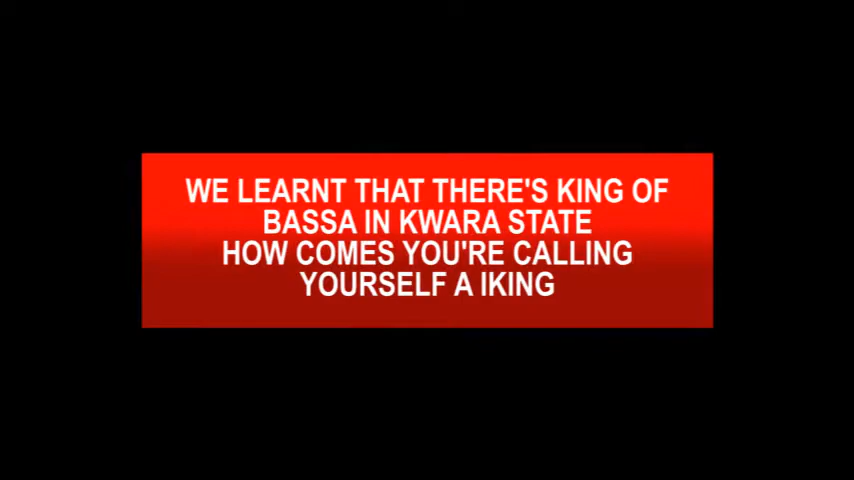 WE LEARNT THAT THERE'S KING OF
BASSA IN KWARA STATE
HOW COMES YOU'RE CALLING
YOURSELF A IKING